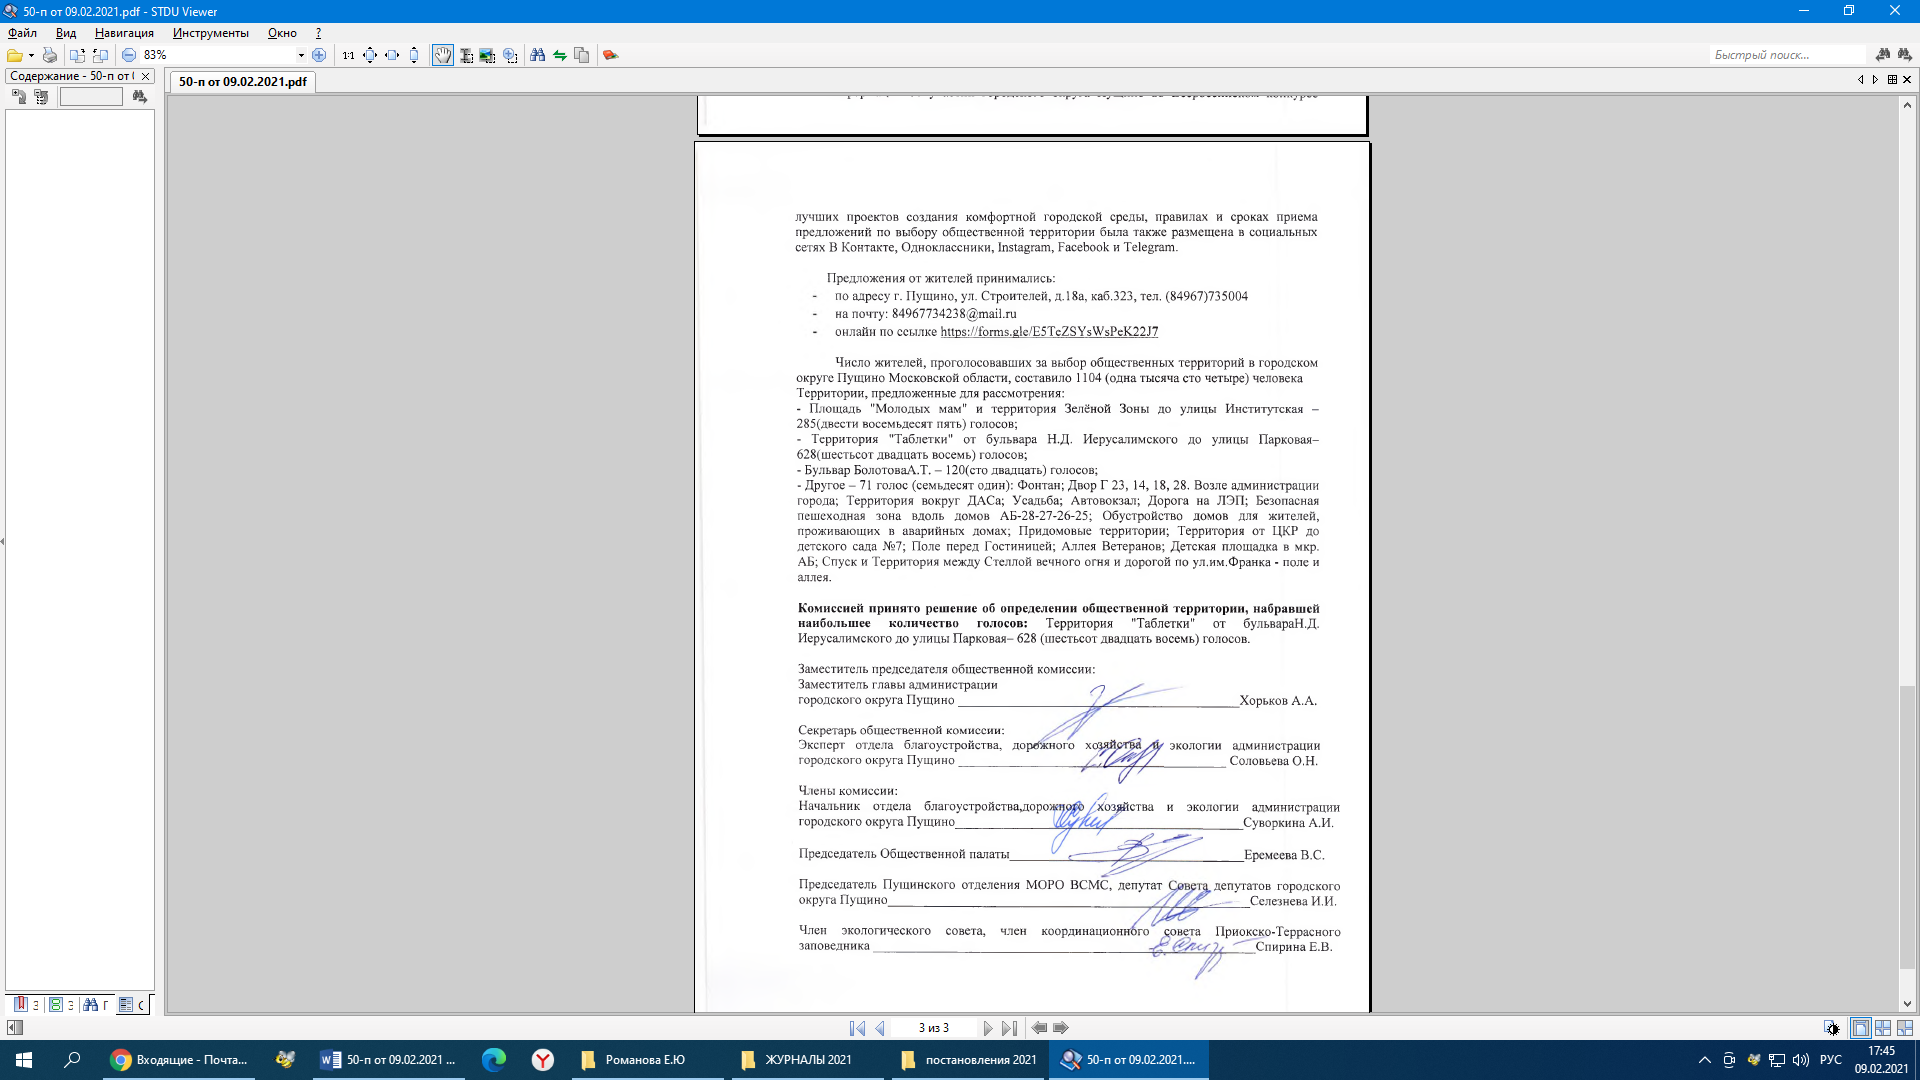 50-п от 09.02.2021.pdf - STDU Viewer
Файл Вид Навигация Инструменты Окно ?
83%
1:1
Быстрый поиск...
Содержание - 50-п от
50-п от 09.02.2021.pdf
лучших проектов создания комфортной городской среды, правилах и сроках приема
предложений по выбору общественной территории была также размещена в социальных
сетях В Контакте, Одноклассники, Instagram, Facebook и Telegram.
Предложения от жителей принимались:
- по адресу г. Пущино, ул. Строителей, д.18а, каб.323, тел. (84967)735004
- на почту: 84967734238@mail.ru
- онлайн по ссылке https://forms.gle/E5TeZSYsWsPeK22J7
Число жителей, проголосовавших за выбор общественных территорий в городском
округе Пущино Московской области, составило 1104 (одна тысяча сто четыре) человека
Территории, предложенные для рассмотрения:
- Площадь "Молодых мам" и территория Зелёной Зоны до улицы Институтская –
285(двести восемьдесят пять) голосов;
- Территория "Таблетки" от бульвара Н.Д. Иерусалимского до улицы Парковая–
628(шестьсот двадцать восемь) голосов;
- Бульвар БолотоваА.Т. – 120(сто двадцать) голосов;
- Другое – 71 голос (семьдесят один): Фонтан; Двор Г 23, 14, 18, 28. Возле администрации
города; Территория вокруг ДАСа; Усадьба; Автовокзал; Дорога на ЛЭП; Безопасная
пешеходная зона вдоль домов АБ-28-27-26-25; Обустройство домов для жителей,
проживающих в аварийных домах; Придомовые территории; Территория от ЦКР до
детского сада №7; Поле перед Гостиницей; Аллея Ветеранов; Детская площадка в мкр.
АБ; Спуск и Территория между Стеллой вечного огня и дорогой по ул.им.Франка - поле и
аллея.
Комиссией принято решение об определении общественной территории, набравшей
наибольшее количество голосов: Территория "Таблетки" от бульвараН.Д.
Иерусалимского до улицы Парковая– 628 (шестьсот двадцать восемь) голосов.
Заместитель председателя общественной комиссии:
Заместитель главы администрации
городского округа Пущино Хорьков А.А.
Секретарь общественной комиссии:
Эксперт отдела благоустройства, дорожного хозяйства и экологии администрации
городского округа Пущино Соловьева О.Н.
Члены комиссии:
Начальник отдела благоустройства,дорожного хозяйства и экологии администрации
городского округа Пущино Суворкина А.И.
Председатель Общественной палаты Еремеева В.С.
Председатель Пущинского отделения МОРО ВСМС, депутат Совета депутатов городского
округа Пущино Селезнева И.И.
Член экологического совета, член координационного совета Приокско-Террасного
заповедника Спирина Е.В.
3 из 3
Входящие - Почта...
50-п от 09.02.2021 ...
Романова Е.Ю
ЖУРНАЛЫ 2021
постановления 2021
50-п от 09.02.2021....
РУС
17:45
09.02.2021